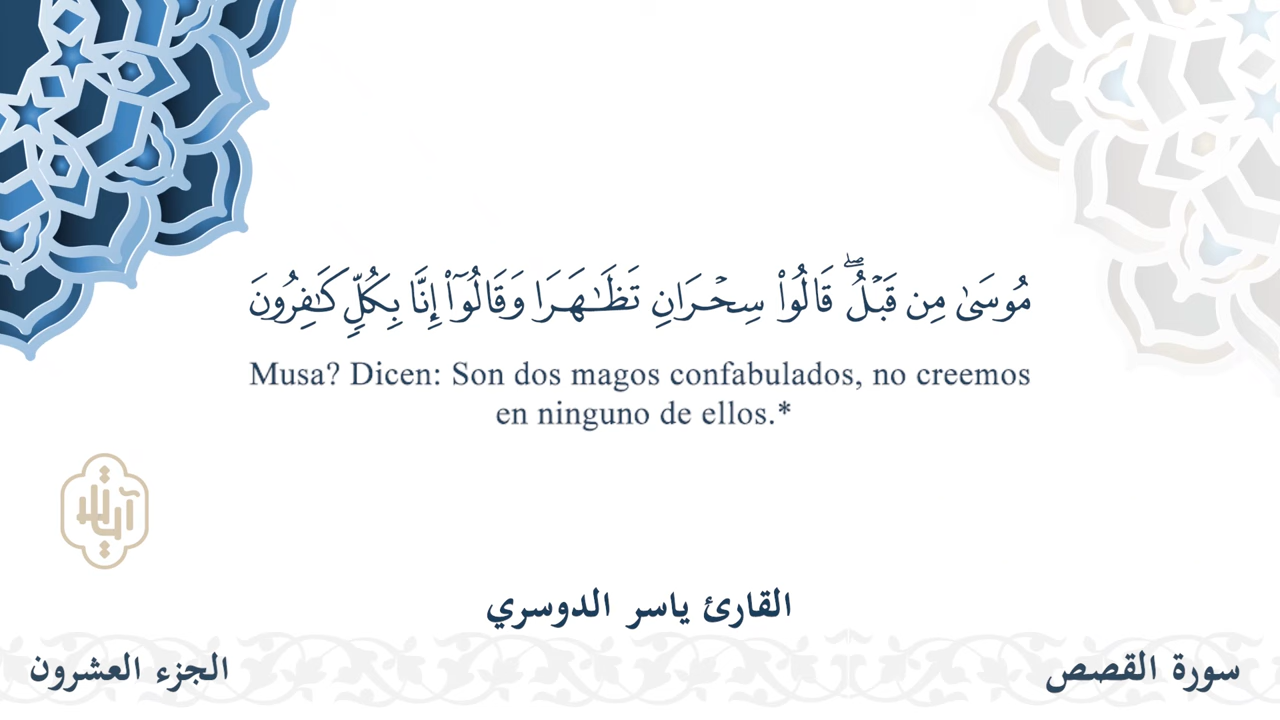 مُوسَىٰ مِن قَبۡلُۖ قَالُواْ سِحۡرَانِ تَظَٰهَرَا وَقَالُوٓاْ إِنَّا بِكُلّٖ كَٰفِرُونَ
Musa? Dicen: Son dos magos confabulados, no creemos
en ninguno de ellos.*
القارئ ياسر الدوسري
سورة القصص
الجزء العشرون